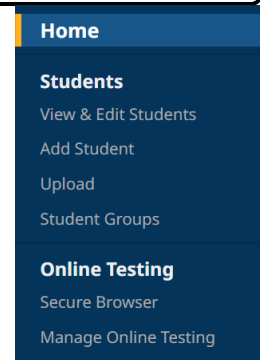 Home
Students
View & Edit Students
Add Student
Upload
Student Groups
Online Testing
Secure Browser
Manage Online Testing